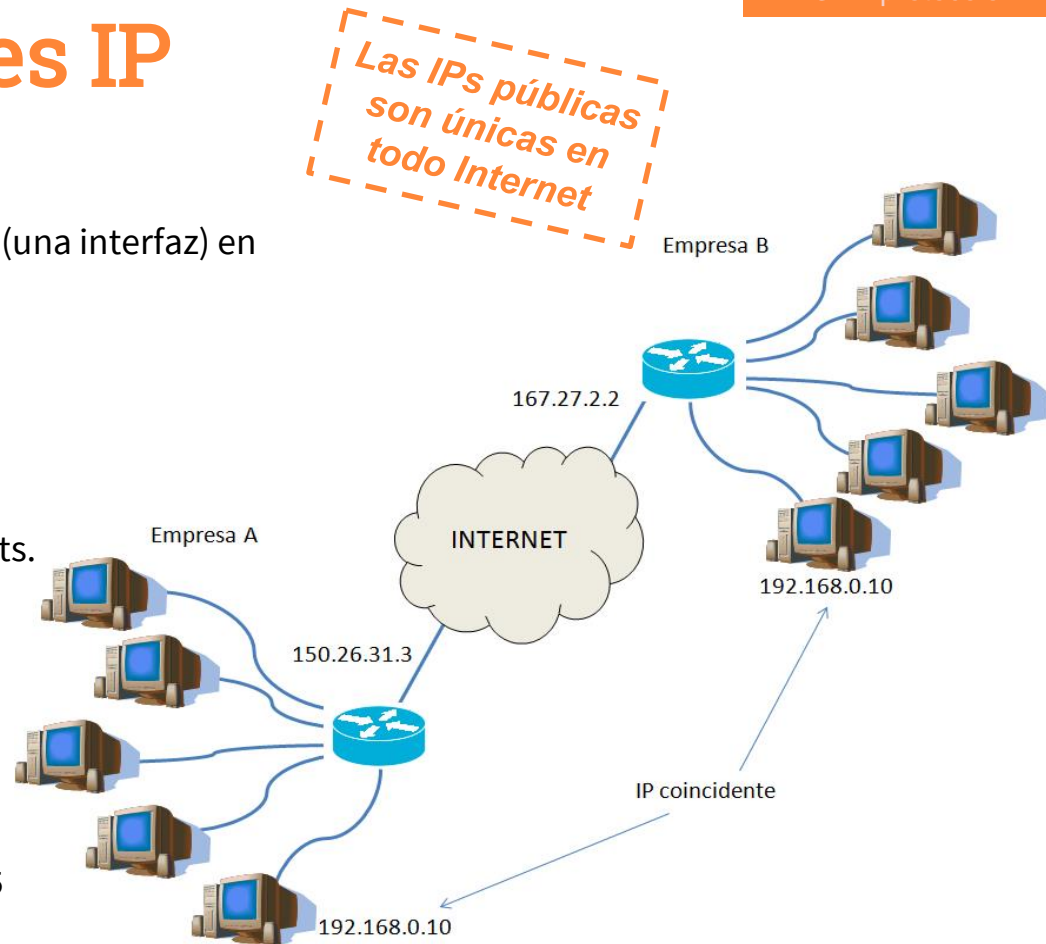 es IP
Las IPs públicas
son únicas en
todo Internet
(una interfaz) en
Empresa B
167.27.2.2
INTERNET
ts.
Empresa A
192.168.0.10
150.26.31.3
IP coincidente
192.168.0.10